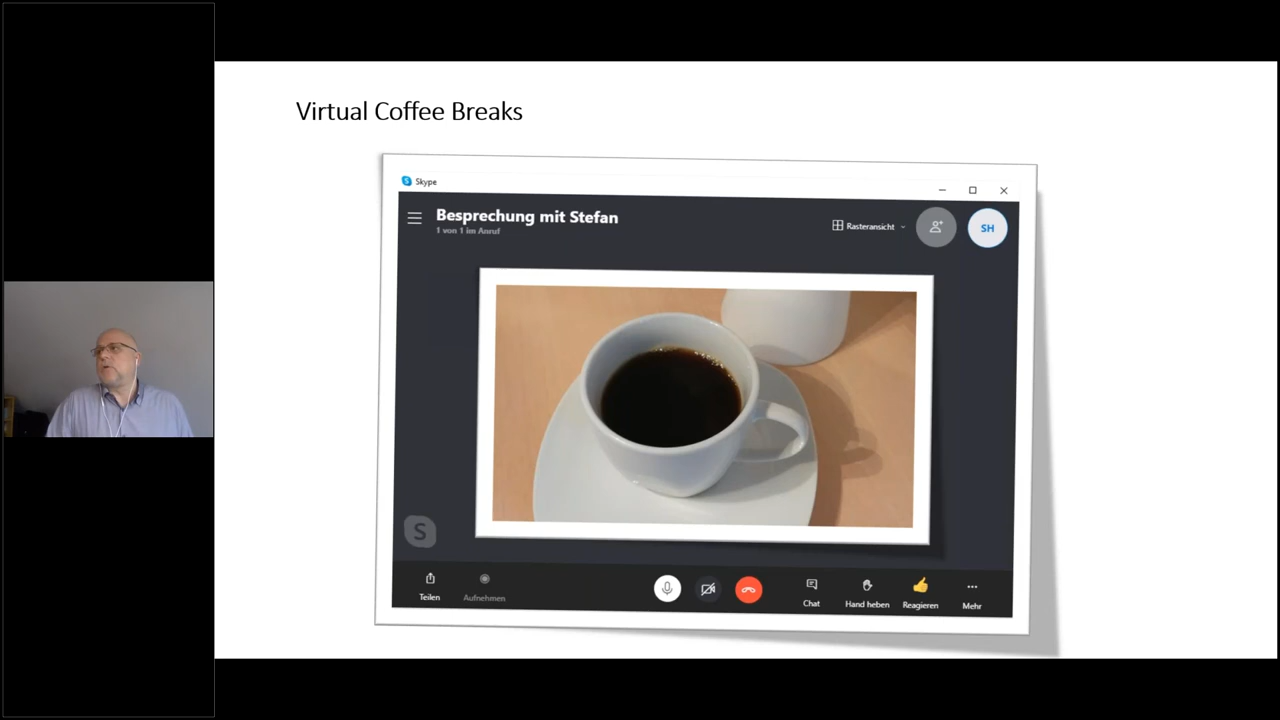 Virtual Coffee Breaks
Skype
Besprechung mit Stefan
1 von 1 im Anruf
Rasteransicht
SH
S
Teilen
Aufnehmen
Chat
Hand heben
Reagieren
Mehr